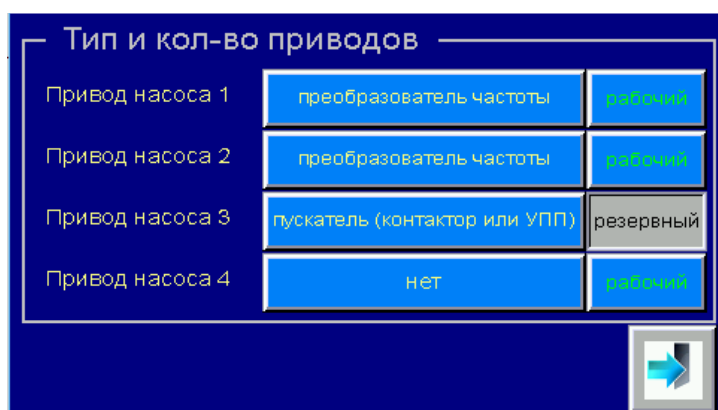 Тип и кол-во приводов
Привод насоса 1 преобразователь частоты рабочий
Привод насоса 2 преобразователь частоты рабочий
Привод насоса 3 пускатель (контактор или УПП) резервный
Привод насоса 4 нет рабочий